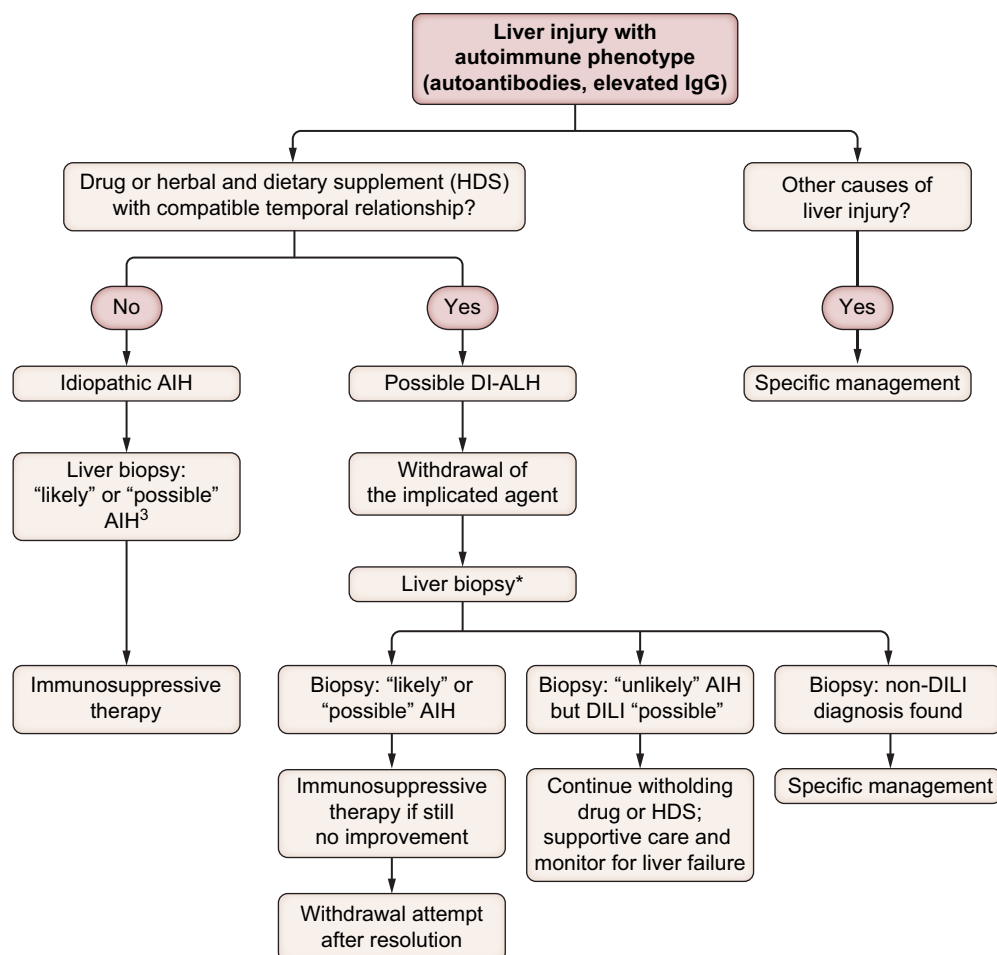 Liver injury with
autoimmune phenotype
(autoantibodies, elevated IgG)
Drug or herbal and dietary supplement (HDS)
with compatible temporal relationship?
Other causes of
liver injury?
No
Yes
Yes
Idiopathic AIH
Possible DI-ALH
Specific management
Liver biopsy:
“likely” or “possible”
AIH³
Withdrawal of
the implicated agent
Liver biopsy*
Immunosuppressive
therapy
Biopsy: “likely” or
“possible” AIH
Biopsy: “unlikely” AIH
but DILI “possible”
Biopsy: non-DILI
diagnosis found
Immunosuppressive
therapy if still
no improvement
Continue witholding
drug or HDS;
supportive care and
monitor for liver failure
Specific management
Withdrawal attempt
after resolution